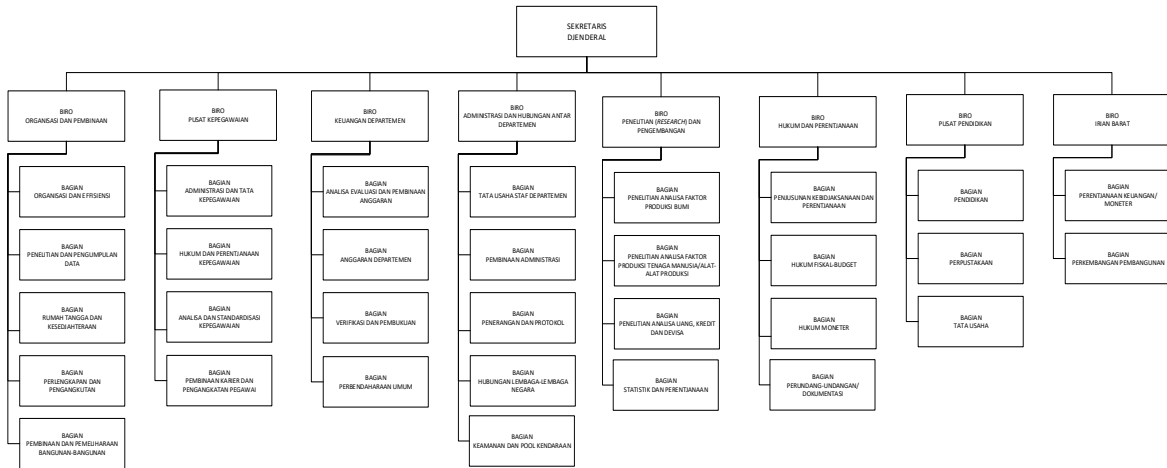 SEKRETARIS
DJENDERAL
BIRO
ORGANISASI DAN PEMBINAAN
BIRO
PUSAT KEPEGAWAIAN
BIRO
KEUANGAN DEPARTEMEN
BIRO
ADMINISTRASI DAN HUBUNGAN ANTAR
DEPARTEMEN
BIRO
PENELITIAN (RESEARCH) DAN
PENGEMBANGAN
BIRO
HUKUM DAN PERENTJANAAN
BIRO
PUSAT PENDIDIKAN
BIRO
IRIAN BARAT
BAGIAN
ORGANISASI DAN EFFISIENSI
BAGIAN
PENELITIAN DAN PENGUMPULAN
DATA
BAGIAN
RUMAH TANGGA DAN
KESEDJAHTERAAN
BAGIAN
PERLENGKAPAN DAN
PENGANGKUTAN
BAGIAN
PEMBINAAN DAN PEMELIHARAAN
BANGUN-BANGUNAN
BAGIAN
ADMINISTRASI DAN TATA
KEPEGAWAIAN
BAGIAN
HUKUM DAN PERENTJANAAN
KEPEGAWAIAN
BAGIAN
ANALISA DAN STANDARDISASI
KEPEGAWAIAN
BAGIAN
PEMBINAAN KARIER DAN
PENGANGKATAN PEGAWAI
BAGIAN
ANALISA EVALUASI DAN PEMBINAAN
ANGGARAN
BAGIAN
ANGGARAN DEPARTEMEN
BAGIAN
VERIFIKASI DAN PEMBUKUAN
BAGIAN
PERBENDAHARAAN UMUM
BAGIAN
TATA USAHA STAF DEPARTEMEN
BAGIAN
PEMBINAAN ADMINISTRASI
BAGIAN
PENERANGAN DAN PROTOKOL
BAGIAN
HUBUNGAN LEMBAGA-LEMBAGA
NEGARA
BAGIAN
KEAMANAN DAN POOL KENDARAAN
BAGIAN
PENELITIAN ANALISA FAKTOR
PRODUKSI BUMI
BAGIAN
PENELITIAN ANALISA FAKTOR
PRODUKSI TENAGA MANUSIA/ALAT-
ALAT PRODUKSI
BAGIAN
PENELITIAN ANALISA UANG, KREDIT
DAN DEVISA
BAGIAN
STATISTIK DAN PERENTJANAAN
BAGIAN
PENJUSUNAN KEBIDJAKSANAAN DAN
PERENTJANAAN
BAGIAN
HUKUM FISKAL-BUDGET
BAGIAN
HUKUM MONETER
BAGIAN
PERUNDANG-UNDANGAN/
DOKUMENTASI
BAGIAN
PENDIDIKAN
BAGIAN
PERPUSTAKAAN
BAGIAN
TATA USAHA
BAGIAN
PERENTJANAAN KEUANGAN/
MONETER
BAGIAN
PERKEMBANGAN PEMBANGUNAN